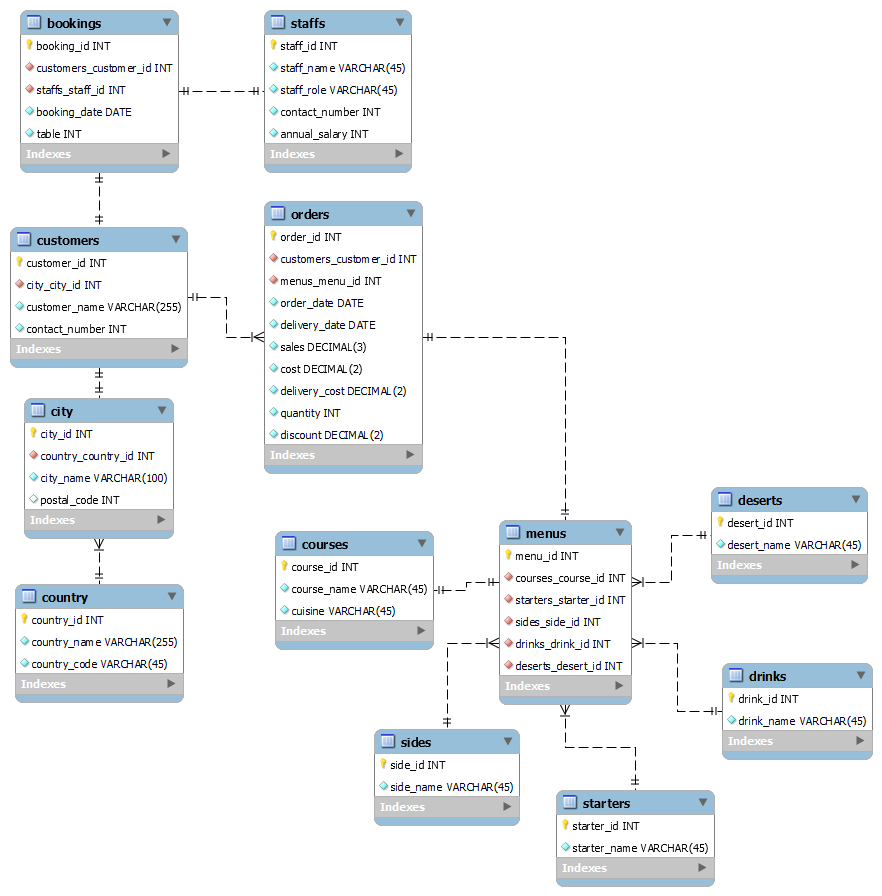 bookings
booking_id INT
customers_customer_id INT
staffs_staff_id INT
booking_date DATE
table INT
Indexes
staffs
staff_id INT
staff_name VARCHAR(45)
staff_role VARCHAR(45)
contact_number INT
annual_salary INT
Indexes
customers
customer_id INT
city_city_id INT
customer_name VARCHAR(255)
contact_number INT
Indexes
orders
order_id INT
customers_customer_id INT
menus_menu_id INT
order_date DATE
delivery_date DATE
sales DECIMAL(3)
cost DECIMAL(2)
delivery_cost DECIMAL(2)
quantity INT
discount DECIMAL(2)
Indexes
city
city_id INT
country_country_id INT
city_name VARCHAR(100)
postal_code INT
Indexes
country
country_id INT
country_name VARCHAR(255)
country_code VARCHAR(45)
Indexes
courses
course_id INT
course_name VARCHAR(45)
cuisine VARCHAR(45)
Indexes
menus
menu_id INT
courses_course_id INT
starters_starter_id INT
sides_side_id INT
drinks_drink_id INT
deserts_desert_id INT
Indexes
deserts
desert_id INT
desert_name VARCHAR(45)
Indexes
drinks
drink_id INT
drink_name VARCHAR(45)
Indexes
sides
side_id INT
side_name VARCHAR(45)
Indexes
starters
starter_id INT
starter_name VARCHAR(45)
Indexes